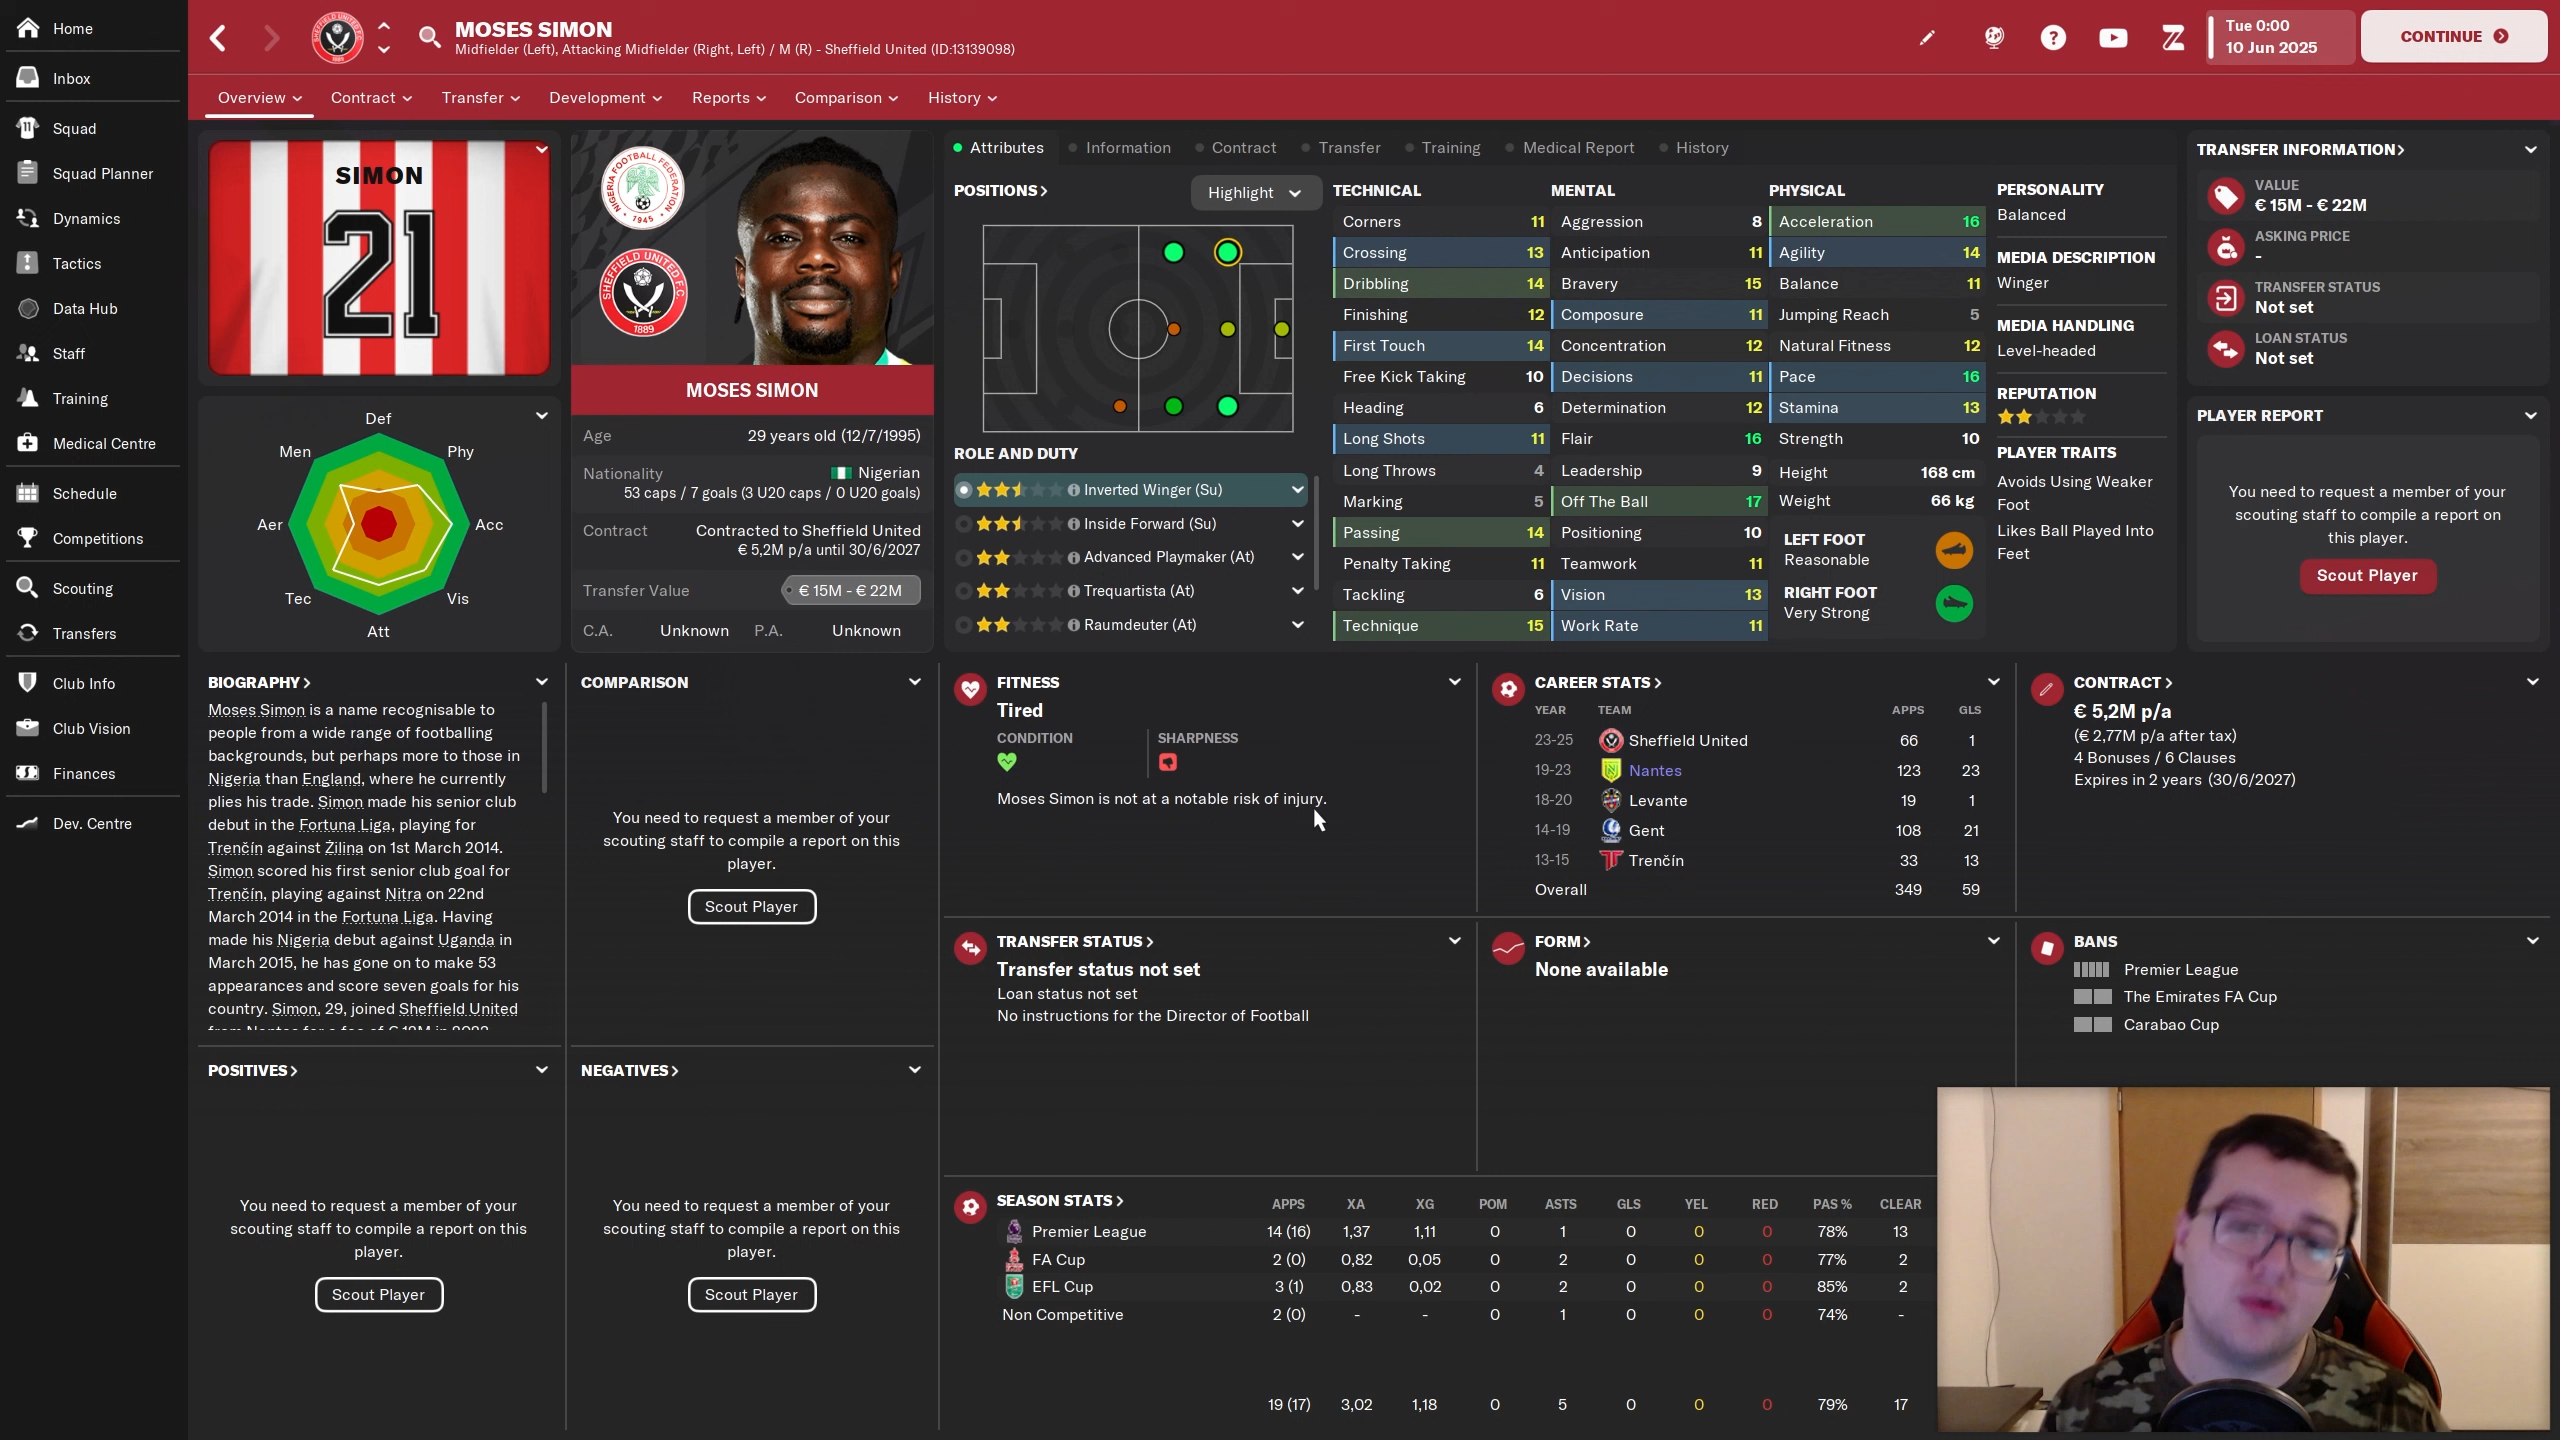 Home
Inbox
Squad
Squad Planner
Dynamics
Tactics
Data Hub
Staff
Training
Medical Centre
Schedule
Competitions
Scouting
Transfers
Club Info
Club Vision
Finances
Dev. Centre
MOSES SIMON
Midfielder (Left), Attacking Midfielder (Right, Left) / M (R) - Sheffield United (ID:13139098)
Tue 0:00
10 Jun 2025
CONTINUE
Overview Contract Transfer Development Reports Comparison History
SIMON
21
Def
Men Phy
Aer Acc
Tec Vis
Att
NIGERIA FOOTBALL FEDERATION
1945
SHEFFIELD UNITED F.C.
1889
MOSES SIMON
Age 29 years old (12/7/1995)
Nationality Nigerian
53 caps / 7 goals (3 U20 caps / 0 U20 goals)
Contract Contracted to Sheffield United
€ 5,2M p/a until 30/6/2027
Transfer Value € 15M - € 22M
C.A. Unknown P.A. Unknown
Attributes Information Contract Transfer Training Medical Report History
POSITIONS
Highlight
ROLE AND DUTY
Inverted Winger (Su)
Inside Forward (Su)
Advanced Playmaker (At)
Trequartista (At)
Raumdeuter (At)
TECHNICAL
Corners 11
Crossing 13
Dribbling 14
Finishing 12
First Touch 14
Free Kick Taking 10
Heading 6
Long Shots 11
Long Throws 4
Marking 5
Passing 14
Penalty Taking 11
Tackling 6
Technique 15
MENTAL
Aggression 8
Anticipation 11
Bravery 15
Composure 11
Concentration 12
Decisions 11
Determination 12
Flair 16
Leadership 9
Off The Ball 17
Positioning 10
Teamwork 11
Vision 13
Work Rate 11
PHYSICAL
Acceleration 16
Agility 14
Balance 11
Jumping Reach 5
Natural Fitness 12
Pace 16
Stamina 13
Strength 10
Height 168 cm
Weight 66 kg
LEFT FOOT
Reasonable
RIGHT FOOT
Very Strong
PERSONALITY
Balanced
MEDIA DESCRIPTION
Winger
MEDIA HANDLING
Level-headed
REPUTATION
PLAYER TRAITS
Avoids Using Weaker
Foot
Likes Ball Played Into
Feet
TRANSFER INFORMATION
VALUE
€ 15M - € 22M
ASKING PRICE
-
TRANSFER STATUS
Not set
LOAN STATUS
Not set
PLAYER REPORT
You need to request a member of your
scouting staff to compile a report on
this player.
Scout Player
BIOGRAPHY
Moses Simon is a name recognisable to
people from a wide range of footballing
backgrounds, but perhaps more to those in
Nigeria than England, where he currently
plies his trade. Simon made his senior club
debut in the Fortuna Liga, playing for
Trenčín against Žilina on 1st March 2014.
Simon scored his first senior club goal for
Trenčín, playing against Nitra on 22nd
March 2014 in the Fortuna Liga. Having
made his Nigeria debut against Uganda in
March 2015, he has gone on to make 53
appearances and score seven goals for his
country. Simon, 29, joined Sheffield United
COMPARISON
You need to request a member of your
scouting staff to compile a report on this
player.
Scout Player
FITNESS
Tired
CONDITION SHARPNESS
Moses Simon is not at a notable risk of injury.
CAREER STATS
YEAR TEAM APPS GLS
23-25 Sheffield United 66 1
19-23 Nantes 123 23
18-20 Levante 19 1
14-19 Gent 108 21
13-15 Trenčín 33 13
Overall 349 59
CONTRACT
€ 5,2M p/a
(€ 2,77M p/a after tax)
4 Bonuses / 6 Clauses
Expires in 2 years (30/6/2027)
TRANSFER STATUS
Transfer status not set
Loan status not set
No instructions for the Director of Football
FORM
None available
BANS
Premier League
The Emirates FA Cup
Carabao Cup
POSITIVES
You need to request a member of your
scouting staff to compile a report on this
player.
Scout Player
NEGATIVES
You need to request a member of your
scouting staff to compile a report on this
player.
Scout Player
SEASON STATS APPS XA XG POM ASTS GLS YEL RED PAS % CLEAR
Premier League 14 (16) 1,37 1,11 0 1 0 0 0 78% 13
FA Cup 2 (0) 0,82 0,05 0 2 0 0 0 77% 2
EFL Cup 3 (1) 0,83 0,02 0 2 0 0 0 85% 2
Non Competitive 2 (0) - - 0 1 0 0 0 74% -
19 (17) 3,02 1,18 0 5 0 0 0 79% 17